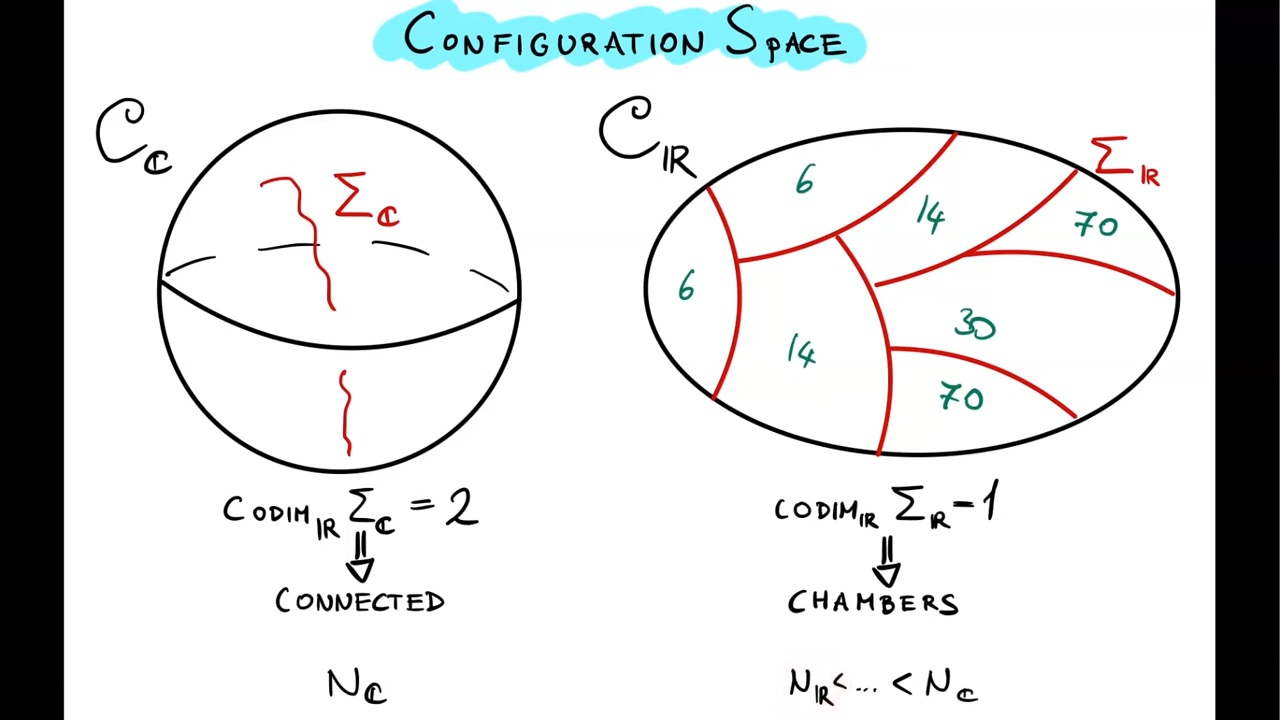 CONFIGURATION SPACE
C_ℂ
Σ_ℂ
CODIM_ℝ Σ_ℂ = 2
⇓
CONNECTED
N_ℂ
C_ℝ
Σ_ℝ
6
14
70
6
30
14
70
CODIM_ℝ Σ_ℝ = 1
⇓
CHAMBERS
N_ℝ < ... < N_ℂ